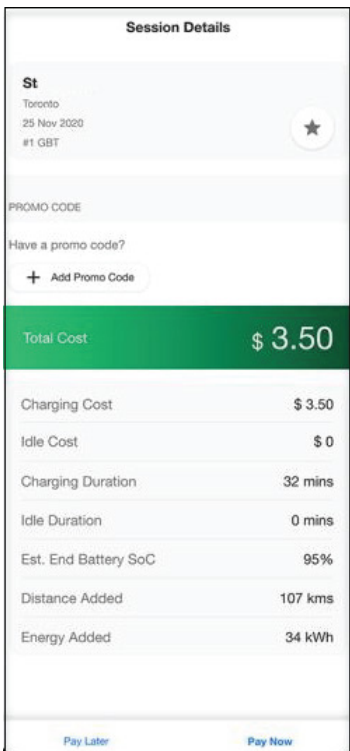 Session Details
St
Toronto
25 Nov 2020
#1 GBT
PROMO CODE
Have a promo code?
+ Add Promo Code
Total Cost $ 3.50
Charging Cost $ 3.50
Idle Cost $ 0
Charging Duration 32 mins
Idle Duration 0 mins
Est. End Battery SoC 95%
Distance Added 107 kms
Energy Added 34 kWh
Pay Later Pay Now